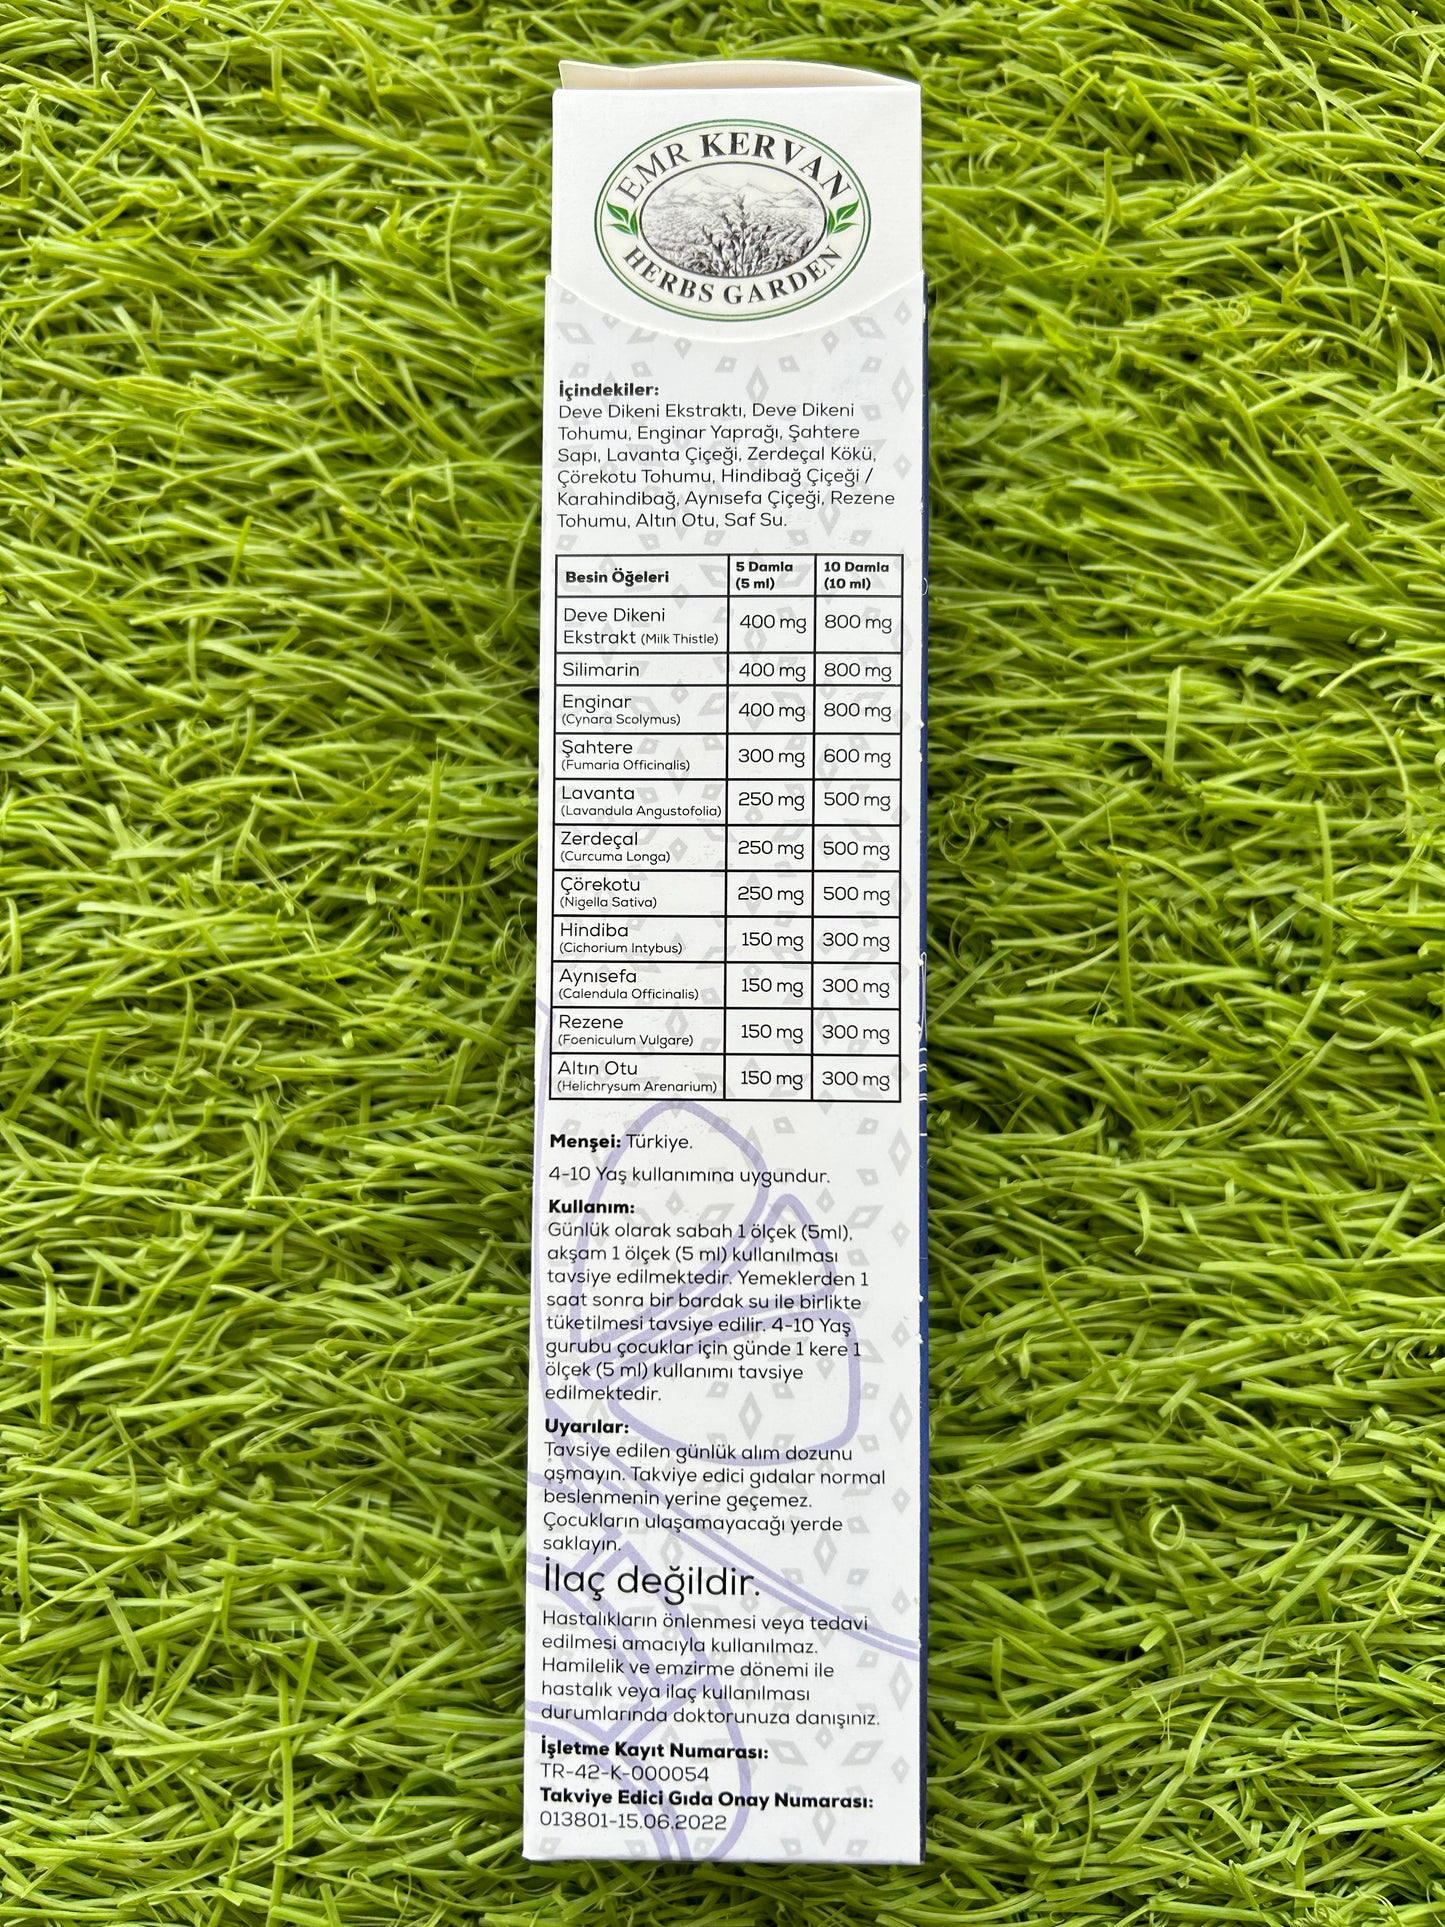 EMR KERVAN
HERBS GARDEN
İçindekiler:
Deve Dikeni Ekstraktı, Deve Dikeni
Tohumu, Enginar Yaprağı, Şahtere
Sapı, Lavanta Çiçeği, Zerdeçal Kökü,
Çörekotu Tohumu, Hindibağ Çiçeği /
Karahindibağ, Aynısefa Çiçeği, Rezene
Tohumu, Altın Otu, Saf Su.
Besin Öğeleri 5 Damla (5 ml) 10 Damla (10 ml)
Deve Dikeni
Ekstrakt (Milk Thistle) 400 mg 800 mg
Silimarin 400 mg 800 mg
Enginar
(Cynara Scolymus) 400 mg 800 mg
Şahtere
(Fumaria Officinalis) 300 mg 600 mg
Lavanta
(Lavandula Angustofolia) 250 mg 500 mg
Zerdeçal
(Curcuma Longa) 250 mg 500 mg
Çörekotu
(Nigella Sativa) 250 mg 500 mg
Hindiba
(Cichorium Intybus) 150 mg 300 mg
Aynısefa
(Calendula Officinalis) 150 mg 300 mg
Rezene
(Foeniculum Vulgare) 150 mg 300 mg
Altın Otu
(Helichrysum Arenarium) 150 mg 300 mg
Menşei: Türkiye.
4-10 Yaş kullanımına uygundur.
Kullanım:
Günlük olarak sabah 1 ölçek (5ml),
akşam 1 ölçek (5 ml) kullanılması
tavsiye edilmektedir. Yemeklerden 1
saat sonra bir bardak su ile birlikte
tüketilmesi tavsiye edilir. 4-10 Yaş
gurubu çocuklar için günde 1 kere 1
ölçek (5 ml) kullanımı tavsiye
edilmektedir.
Uyarılar:
Tavsiye edilen günlük alım dozunu
aşmayın. Takviye edici gıdalar normal
beslenmenin yerine geçemez.
Çocukların ulaşamayacağı yerde
saklayın.
İlaç değildir.
Hastalıkların önlenmesi veya tedavi
edilmesi amacıyla kullanılmaz.
Hamilelik ve emzirme dönemi ile
hastalık veya ilaç kullanılması
durumlarında doktorunuza danışınız.
İşletme Kayıt Numarası:
TR-42-K-000054
Takviye Edici Gıda Onay Numarası:
013801-15.06.2022